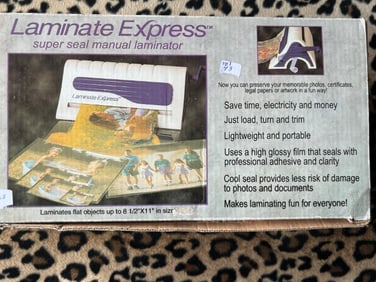 Laminate Express™
super seal manual laminator
Laminate Express
Laminates flat objects up to 8 1/2"X11" in size
Now you can preserve your memorable photos, certificates,
legal papers or artwork in a fun way!
Save time, electricity and money
Just load, turn and trim
Lightweight and portable
Uses a high glossy film that seals with
professional adhesive and clarity
Cool seal provides less risk of damage
to photos and documents
Makes laminating fun for everyone!